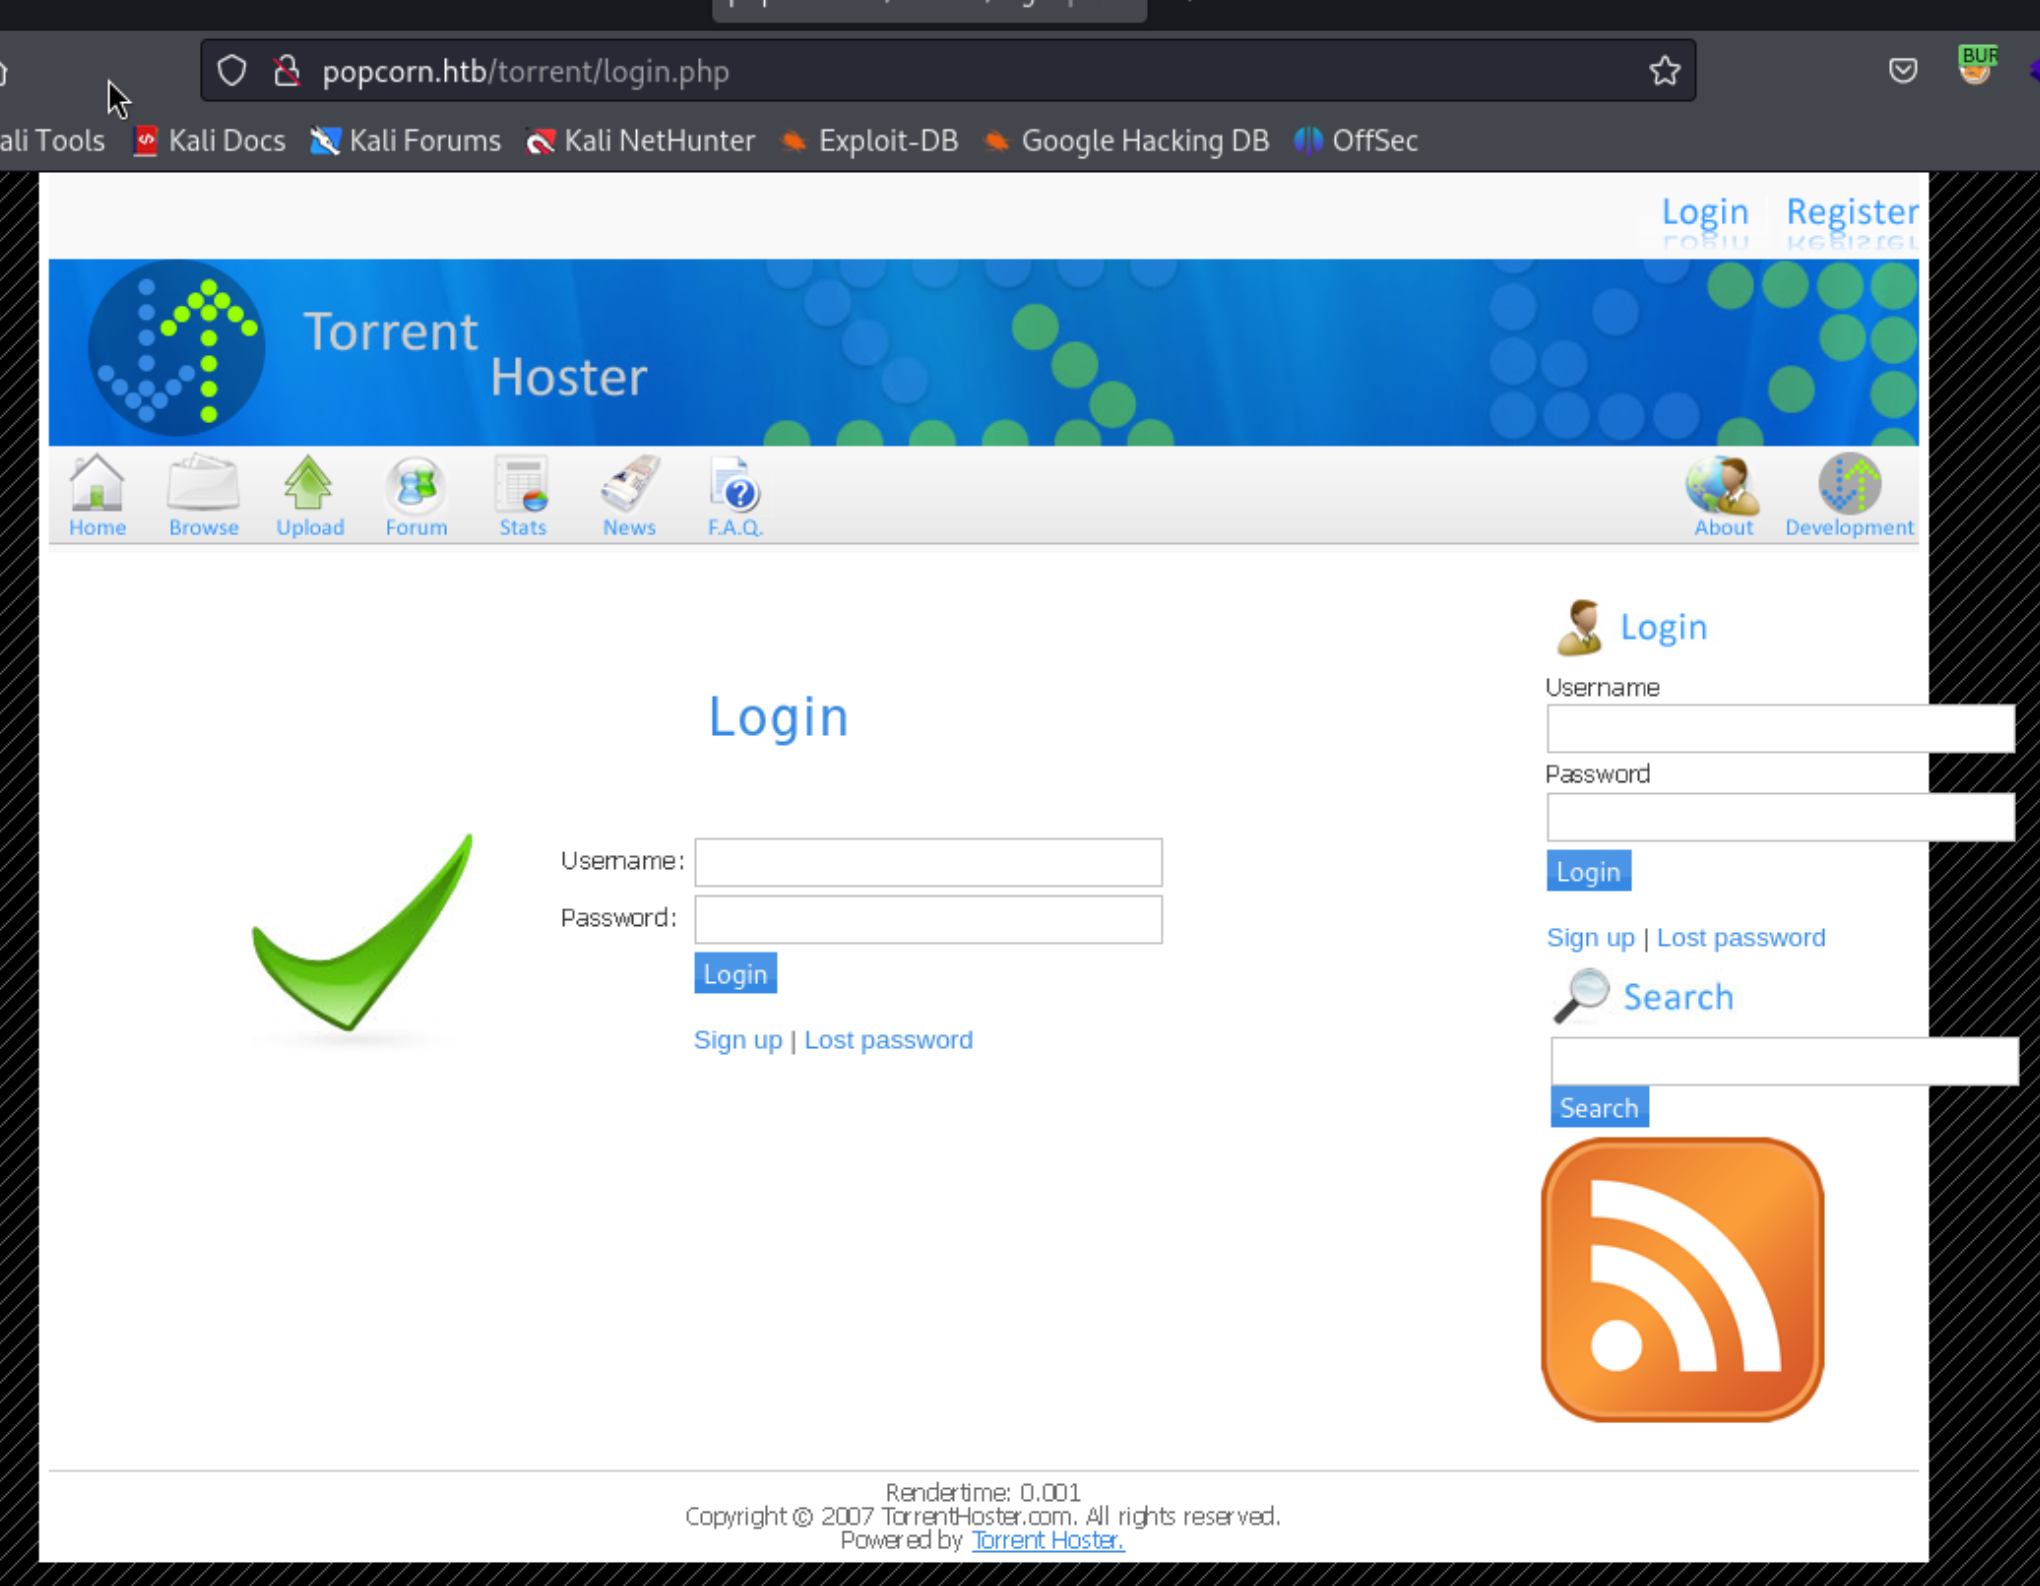 popcorn.htb/torrent/login.php
BUR
ali Tools Kali Docs Kali Forums Kali NetHunter Exploit-DB Google Hacking DB OffSec
Login Register
Torrent
Hoster
Home Browse Upload Forum Stats News F.A.Q. About Development
Login
Username:
Password:
Login
Sign up | Lost password
Login
Username
Password
Login
Sign up | Lost password
Search
Search
Rendertime: 0.001
Copyright © 2007 TorrentHoster.com. All rights reserved.
Powered by Torrent Hoster.